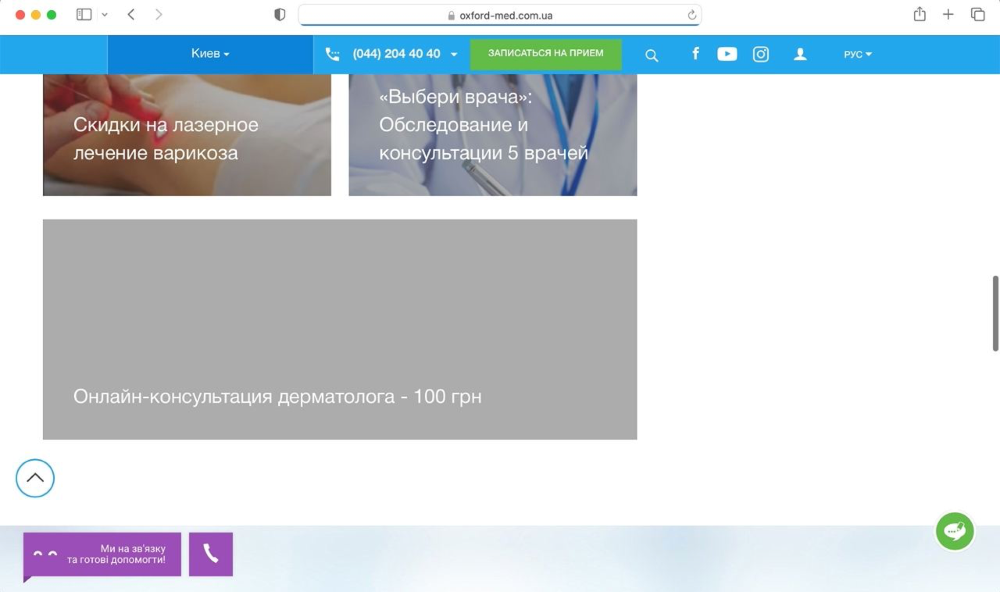 oxford-med.com.ua
Киев
(044) 204 40 40
ЗАПИСАТЬСЯ НА ПРИЕМ
РУС
Скидки на лазерное
лечение варикоза
«Выбери врача»:
Обследование и
консультации 5 врачей
Онлайн-консультация дерматолога - 100 грн
Ми на зв'язку
та готові допомогти!